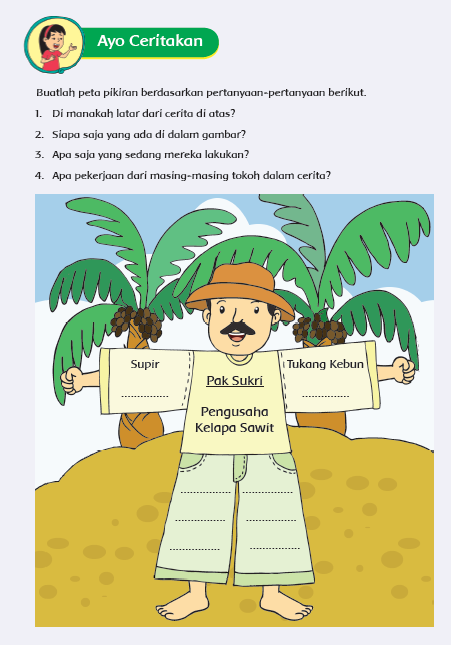 Ayo Ceritakan
Buatlah peta pikiran berdasarkan pertanyaan-pertanyaan berikut.
1. Di manakah latar dari cerita di atas?
2. Siapa saja yang ada di dalam gambar?
3. Apa saja yang sedang mereka lakukan?
4. Apa pekerjaan dari masing-masing tokoh dalam cerita?
Supir
Pak Sukri
Pengusaha
Kelapa Sawit
Tukang Kebun